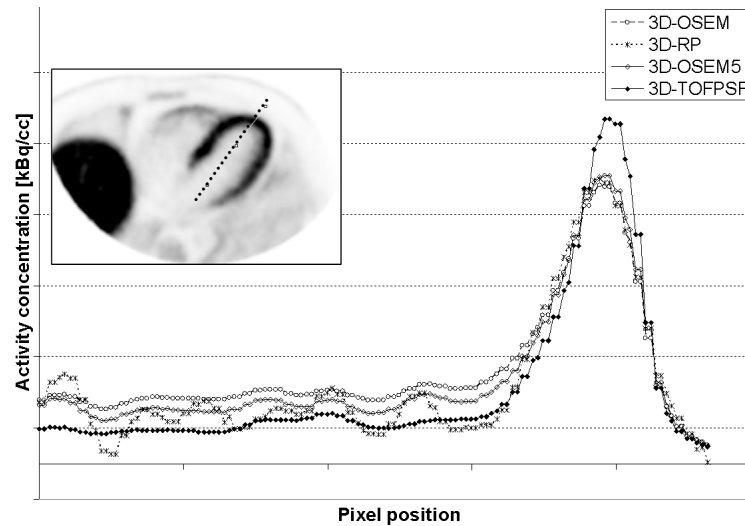 3D-OSEM
3D-RP
3D-OSEM5
3D-TOFPSF
Activity concentration [kBq/cc]
Pixel position